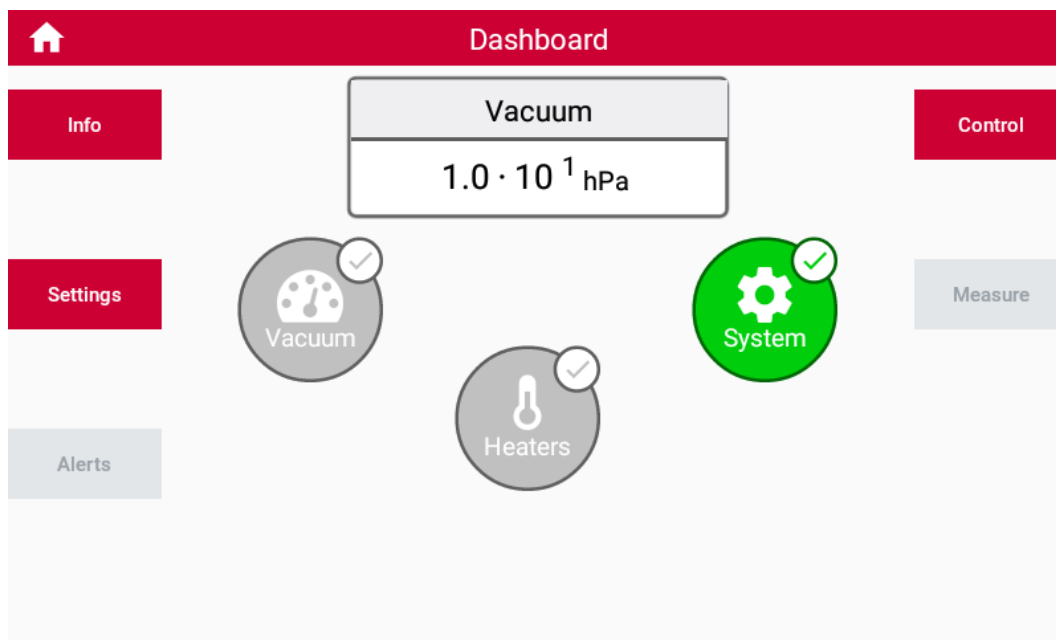 Dashboard
Info
Vacuum
Control
1.0 · 10 ¹ hPa
Settings
Vacuum
System
Measure
Heaters
Alerts